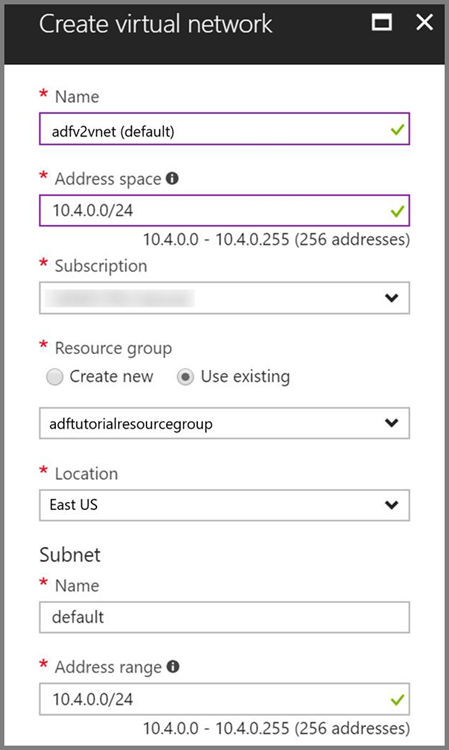 Create virtual network
* Name
adfv2vnet (default)
* Address space
10.4.0.0/24
10.4.0.0 - 10.4.0.255 (256 addresses)
* Subscription
* Resource group
Create new Use existing
adftutorialresourcegroup
* Location
East US
Subnet
* Name
default
* Address range
10.4.0.0/24
10.4.0.0 - 10.4.0.255 (256 addresses)